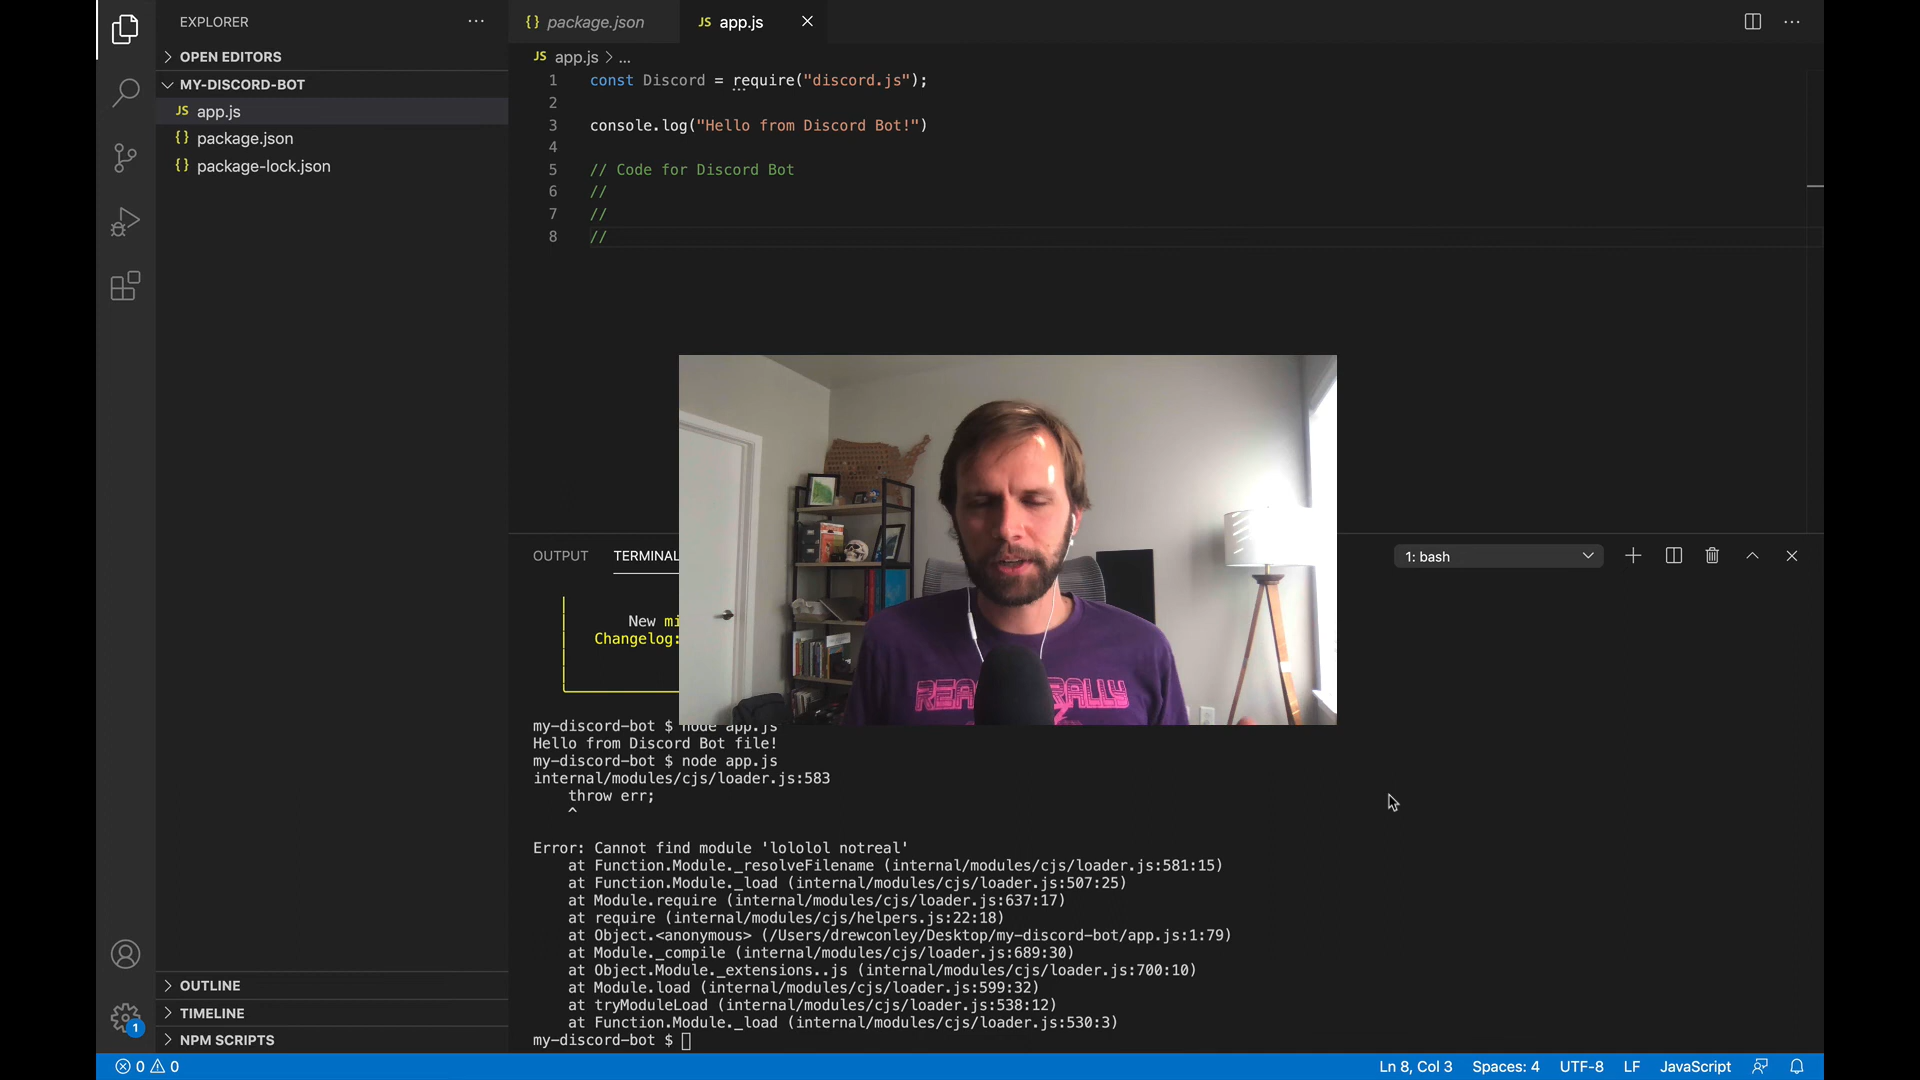 EXPLORER
OPEN EDITORS
MY-DISCORD-BOT
JS app.js
{} package.json
{} package-lock.json
OUTLINE
TIMELINE
NPM SCRIPTS
1
{} package.json
JS app.js
JS app.js > ...
1 const Discord = require("discord.js");
2
3 console.log("Hello from Discord Bot!")
4
5 // Code for Discord Bot
6 //
7 //
8 //
OUTPUT TERMINAL
1: bash
New mi
Changelog:
my-discord-bot $ node app.js
Hello from Discord Bot file!
my-discord-bot $ node app.js
internal/modules/cjs/loader.js:583
throw err;
^
Error: Cannot find module 'lololol notreal'
at Function.Module._resolveFilename (internal/modules/cjs/loader.js:581:15)
at Function.Module._load (internal/modules/cjs/loader.js:507:25)
at Module.require (internal/modules/cjs/loader.js:637:17)
at require (internal/modules/cjs/helpers.js:22:18)
at Object.<anonymous> (/Users/drewconley/Desktop/my-discord-bot/app.js:1:79)
at Module._compile (internal/modules/cjs/loader.js:689:30)
at Object.Module._extensions..js (internal/modules/cjs/loader.js:700:10)
at Module.load (internal/modules/cjs/loader.js:599:32)
at tryModuleLoad (internal/modules/cjs/loader.js:538:12)
at Function.Module._load (internal/modules/cjs/loader.js:530:3)
my-discord-bot $
0 0
Ln 8, Col 3 Spaces: 4 UTF-8 LF JavaScript